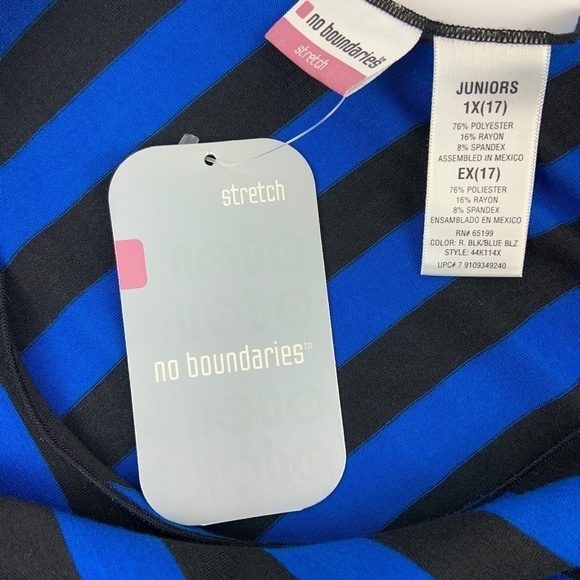 no boundaries™
stretch
JUNIORS
1X(17)
76% POLYESTER
16% RAYON
8% SPANDEX
ASSEMBLED IN MEXICO
EX(17)
76% POLIESTER
16% RAYON
8% SPANDEX
ENSAMBLADO EN MEXICO
RN# 65199
COLOR: R. BLK/BLUE BLZ
STYLE: 44K114X
UPC# 7 9109349240
stretch
no boundaries™